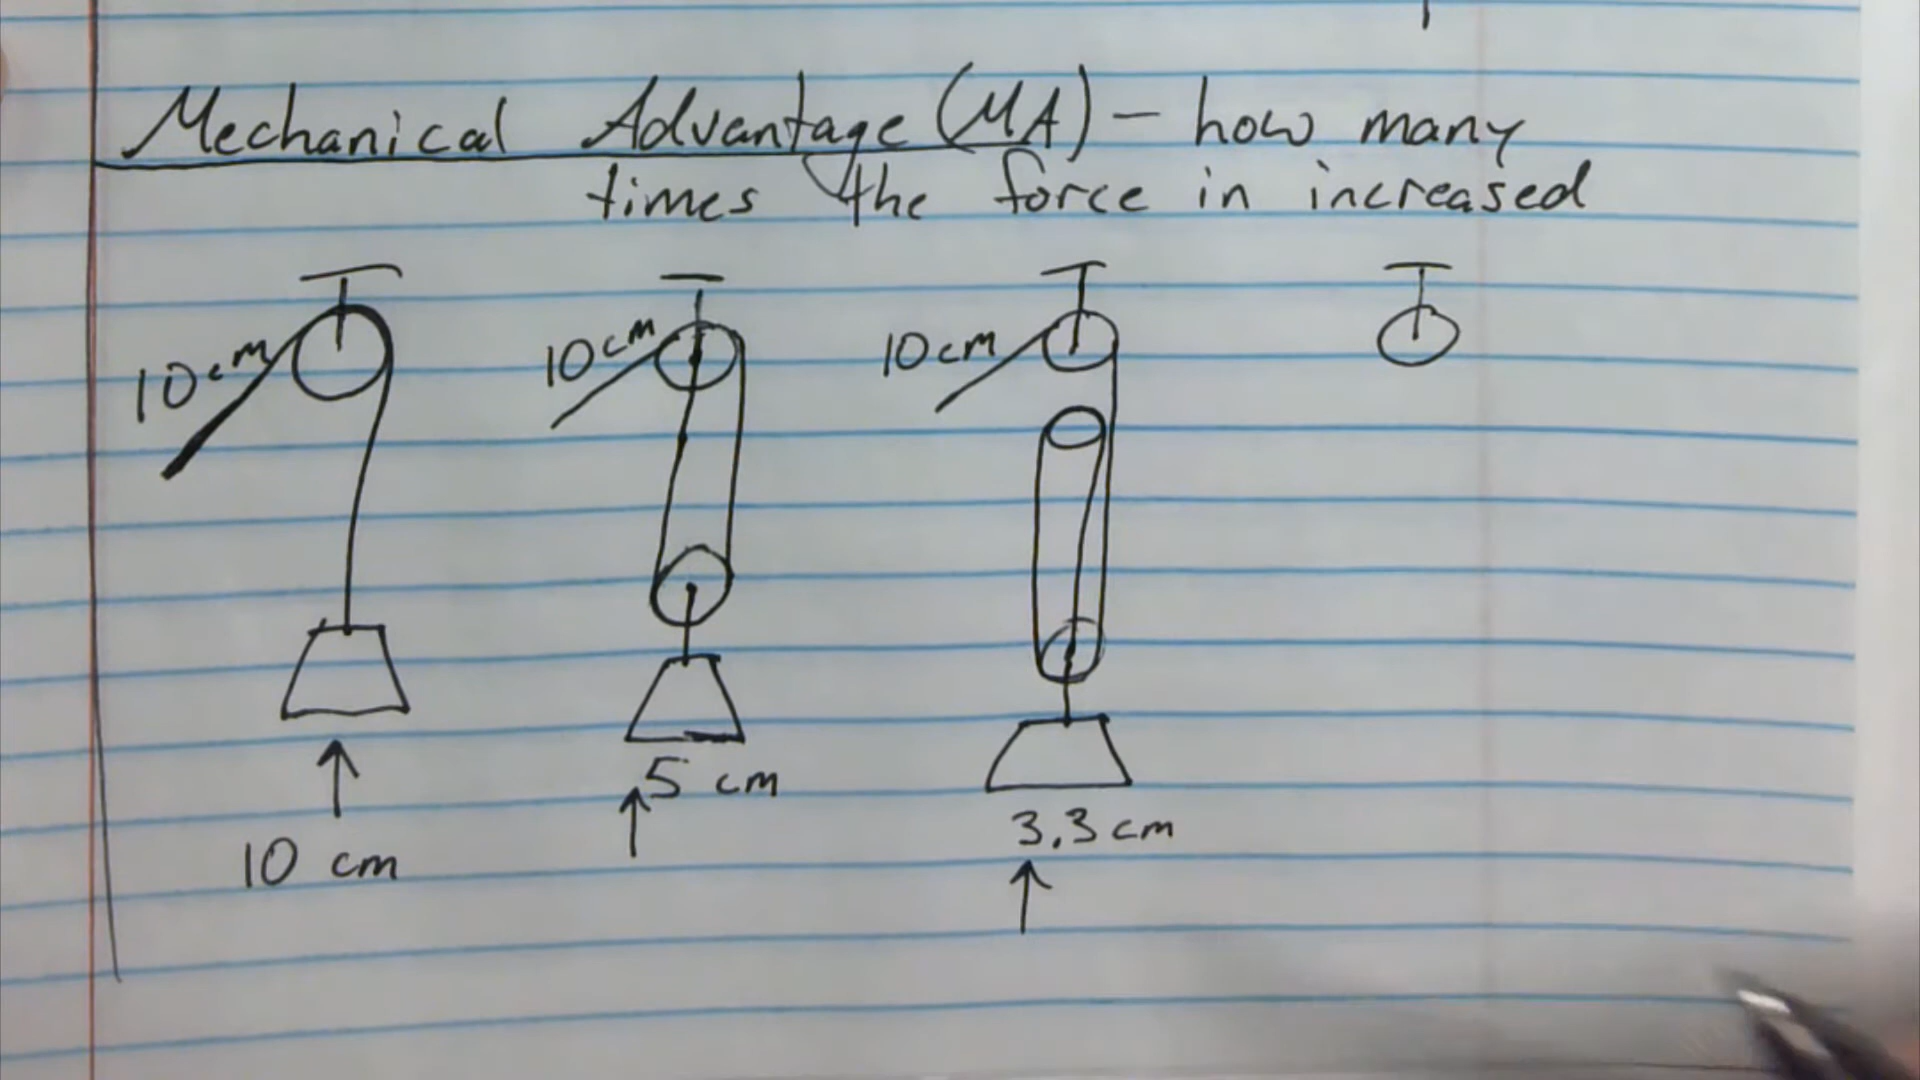 Mechanical Advantage (MA) - how many
times the force in increased
10cm
10cm
10cm
10 cm
5 cm
3.3 cm